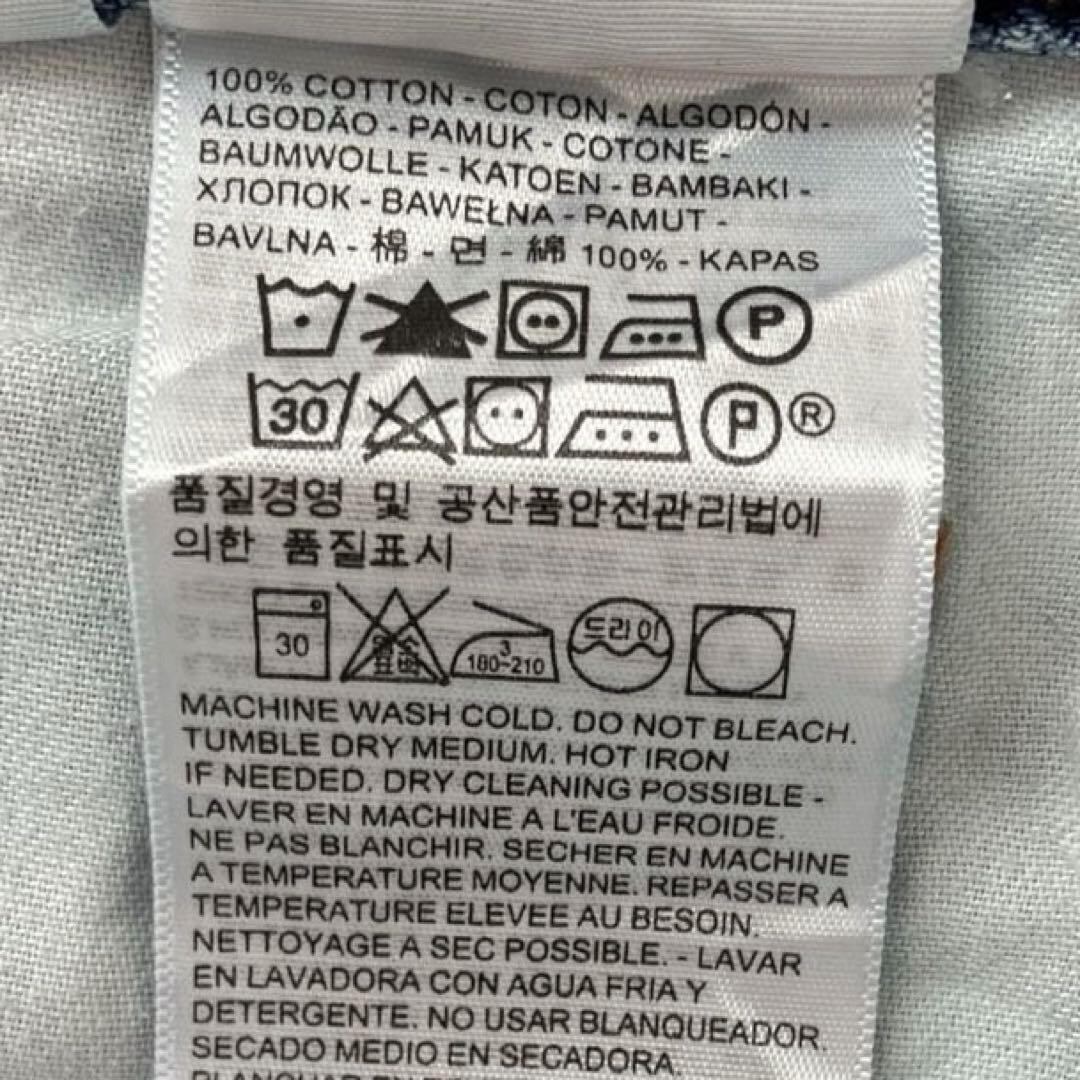 100% COTTON - COTON - ALGODÓN -
ALGODÃO - PAMUK - COTONE -
BAUMWOLLE - KATOEN - BAMBAKI -
ХЛОПОК - BAWEŁNA - PAMUT -
BAVLNA - 棉 - 면 - 綿 100% - KAPAS
P
30 P ®
품질경영 및 공산품안전관리법에
의한 품질표시
30 3 드라이
180~210
MACHINE WASH COLD. DO NOT BLEACH.
TUMBLE DRY MEDIUM. HOT IRON
IF NEEDED. DRY CLEANING POSSIBLE -
LAVER EN MACHINE A L'EAU FROIDE.
NE PAS BLANCHIR. SECHER EN MACHINE
A TEMPERATURE MOYENNE. REPASSER A
TEMPERATURE ELEVEE AU BESOIN.
NETTOYAGE A SEC POSSIBLE. - LAVAR
EN LAVADORA CON AGUA FRIA Y
DETERGENTE. NO USAR BLANQUEADOR.
SECADO MEDIO EN SECADORA.